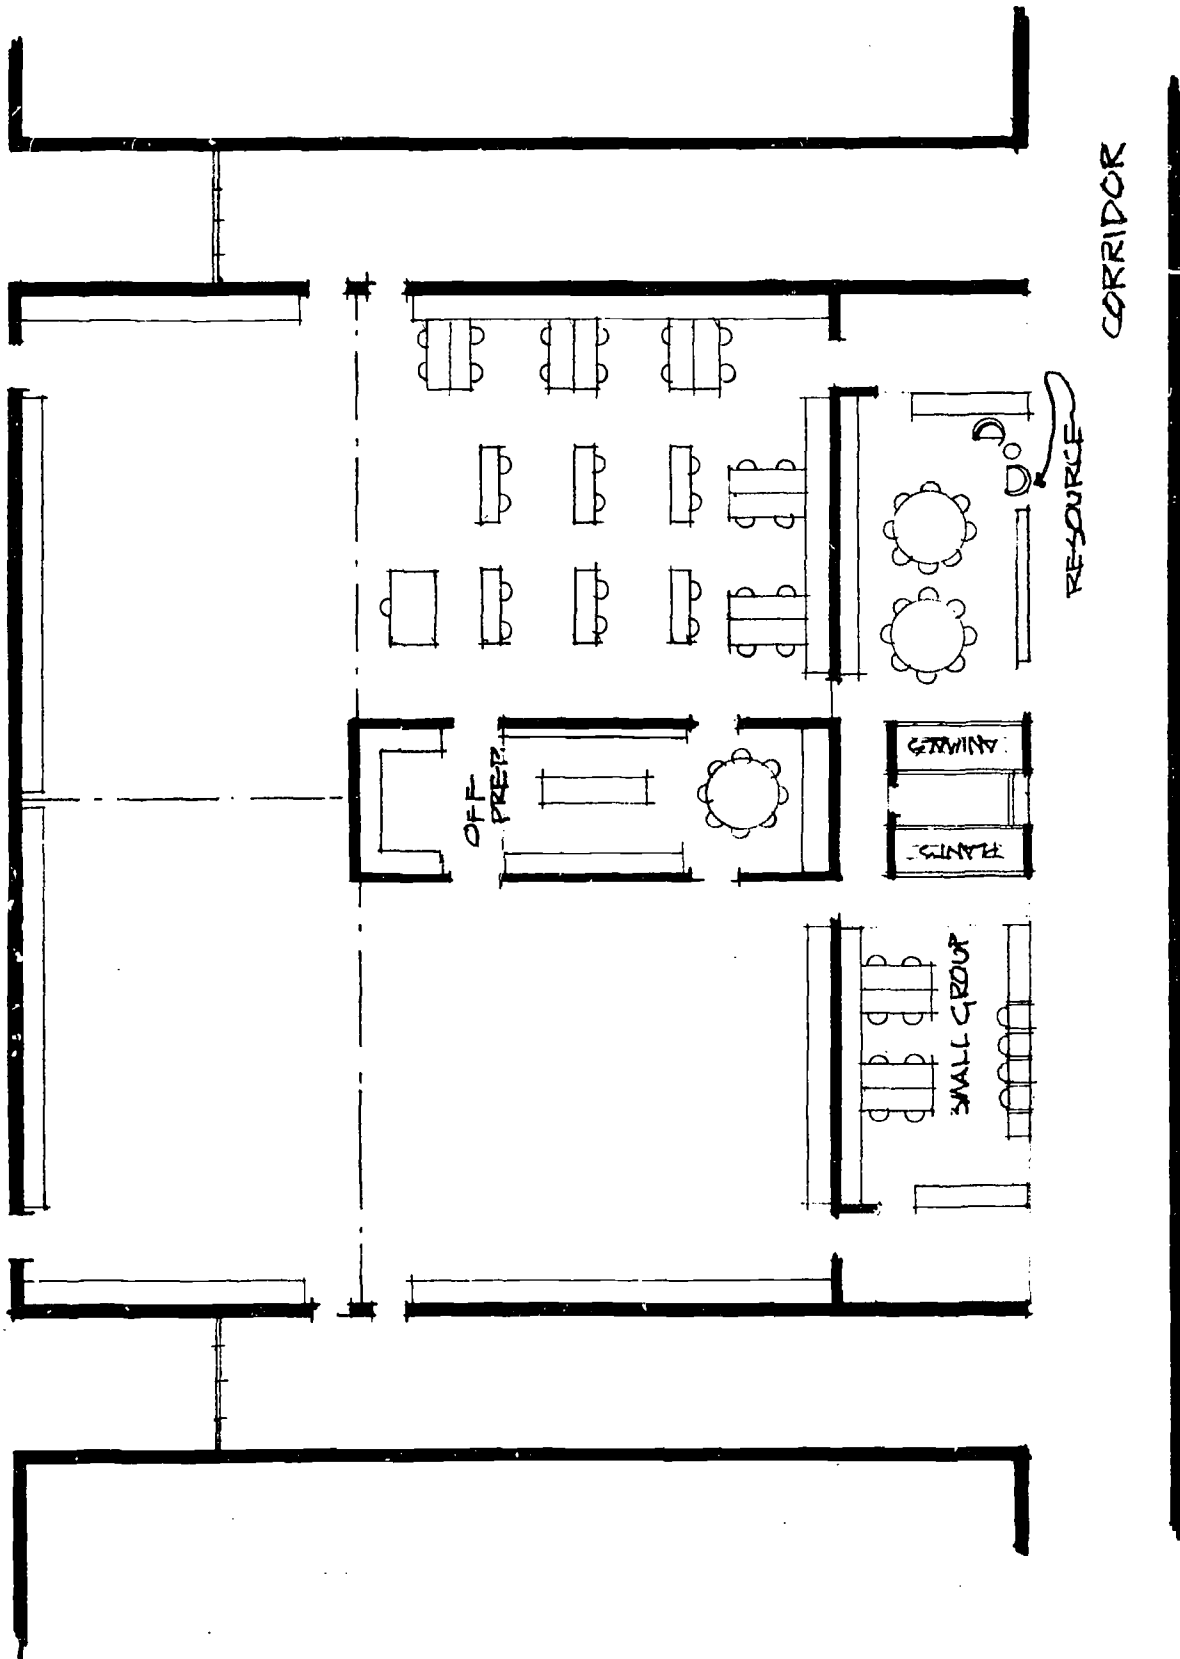 CORRIDOR
RESOURCE
ANIMALS
OFF
PREP.
PLANTS
SMALL GROUP